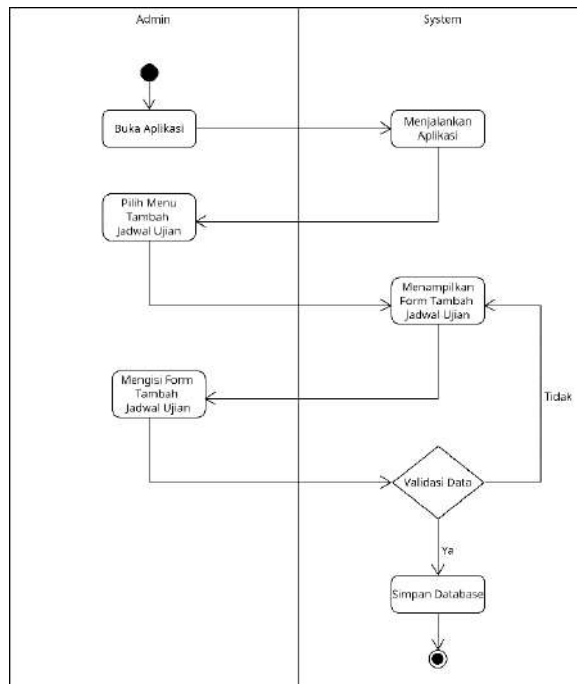 Admin
System
Buka Aplikasi
Menjalankan
Aplikasi
Pilih Menu
Tambah
Jadwal Ujian
Menampilkan
Form Tambah
Jadwal Ujian
Mengisi Form
Tambah
Jadwal Ujian
Tidak
Validasi Data
Ya
Simpan Database